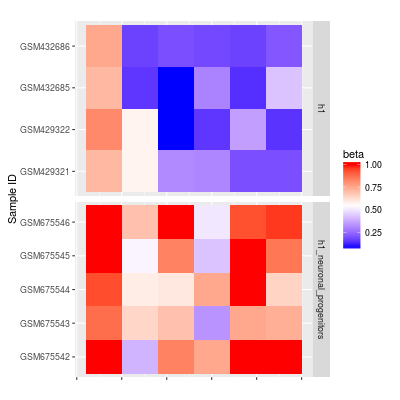 Sample ID
GSM432686
GSM432685
GSM429322
GSM429321
h1
GSM675546
GSM675545
GSM675544
GSM675543
GSM675542
h1_neuronal_progenitors
beta
1.00
0.75
0.50
0.25